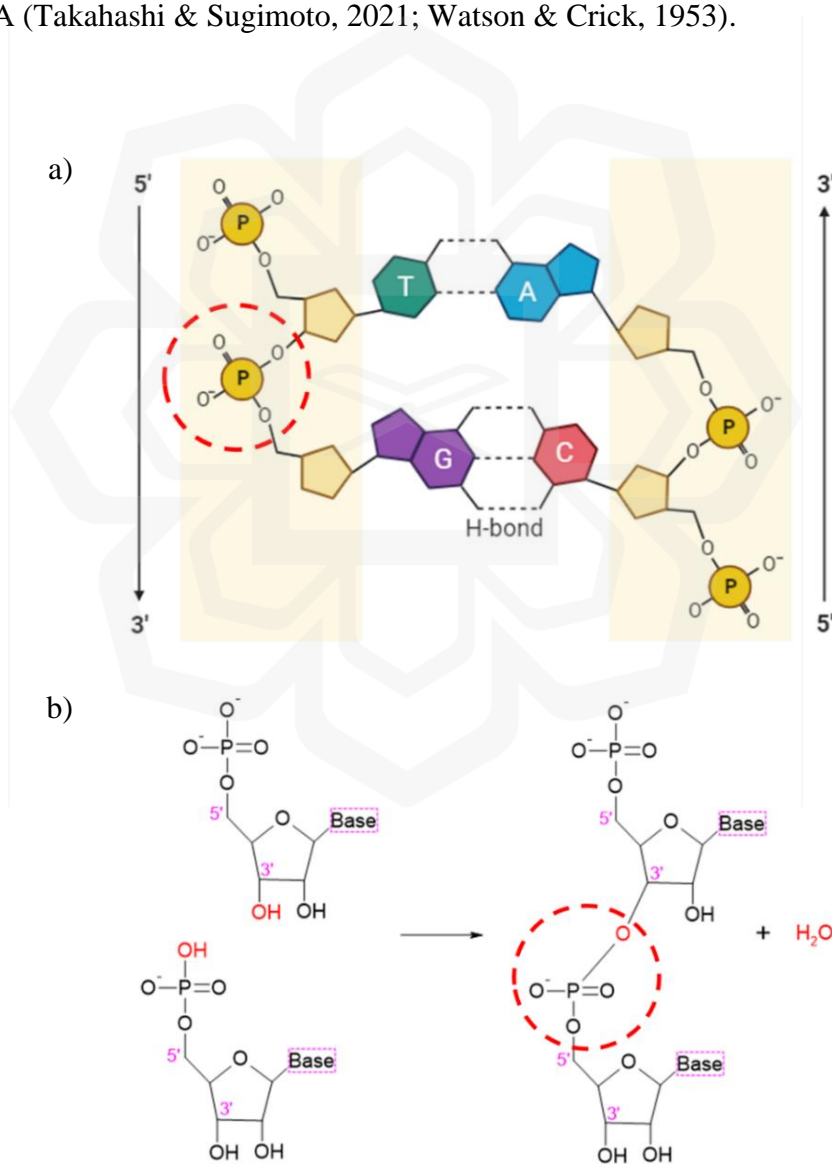 A (Takahashi & Sugimoto, 2021; Watson & Crick, 1953).
a)
5' 3'
O O
P
O-
O
T A
O O
P
O-
O
O
O-
P
O O
G C
H-bond
O
O-
P
O O
3' 5'
b)
O- O-
O-–P=O O-–P=O
O O
5' O Base 5' O Base
3' 3'
OH OH OH
OH O + H2O
O-–P=O O-–P=O
O O
5' O Base 5' O Base
3' 3'
OH OH OH OH